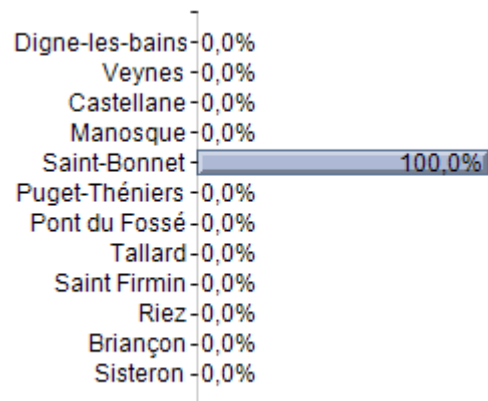 Digne-les-bains 0,0%
Veynes 0,0%
Castellane 0,0%
Manosque 0,0%
Saint-Bonnet 100,0%
Puget-Théniers 0,0%
Pont du Fossé 0,0%
Tallard 0,0%
Saint Firmin 0,0%
Riez 0,0%
Briançon 0,0%
Sisteron 0,0%